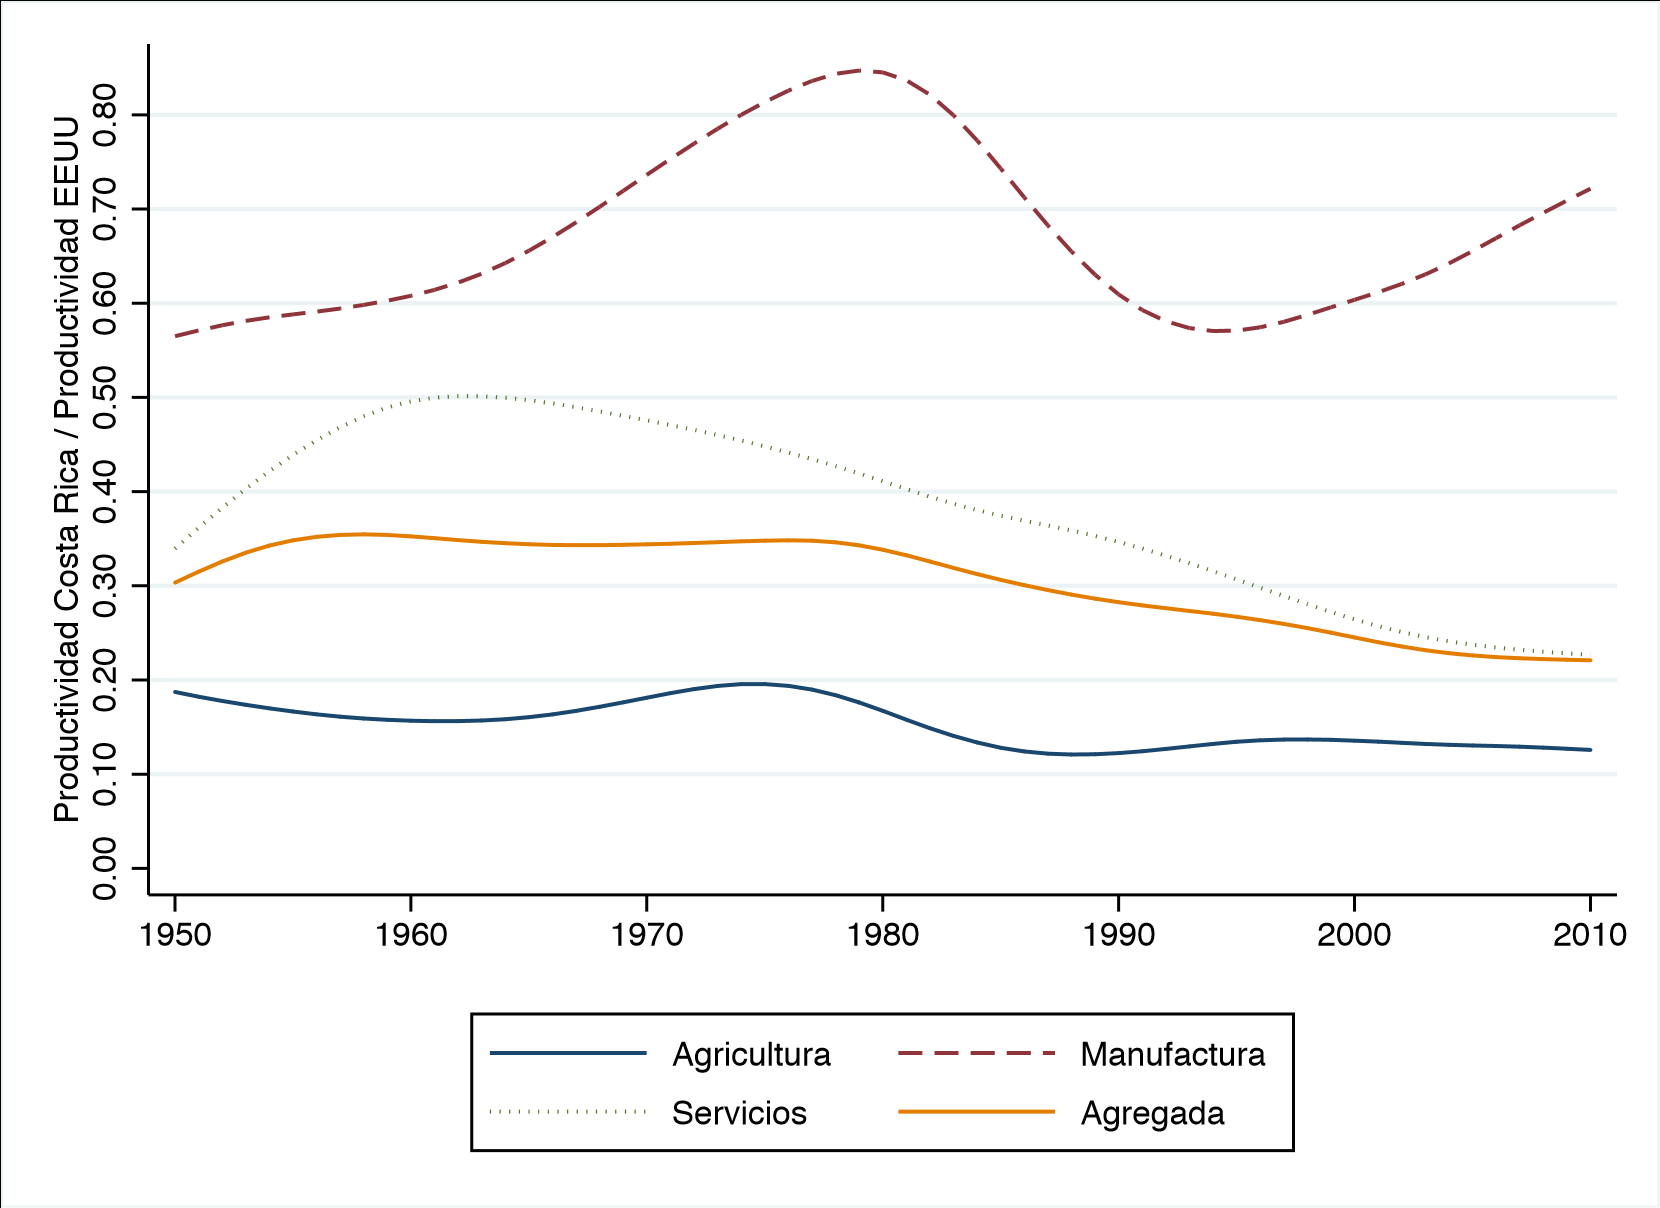 Productividad Costa Rica / Productividad EEUU
0.80
0.70
0.60
0.50
0.40
0.30
0.20
0.10
0.00
1950 1960 1970 1980 1990 2000 2010
Agricultura Manufactura
Servicios Agregada